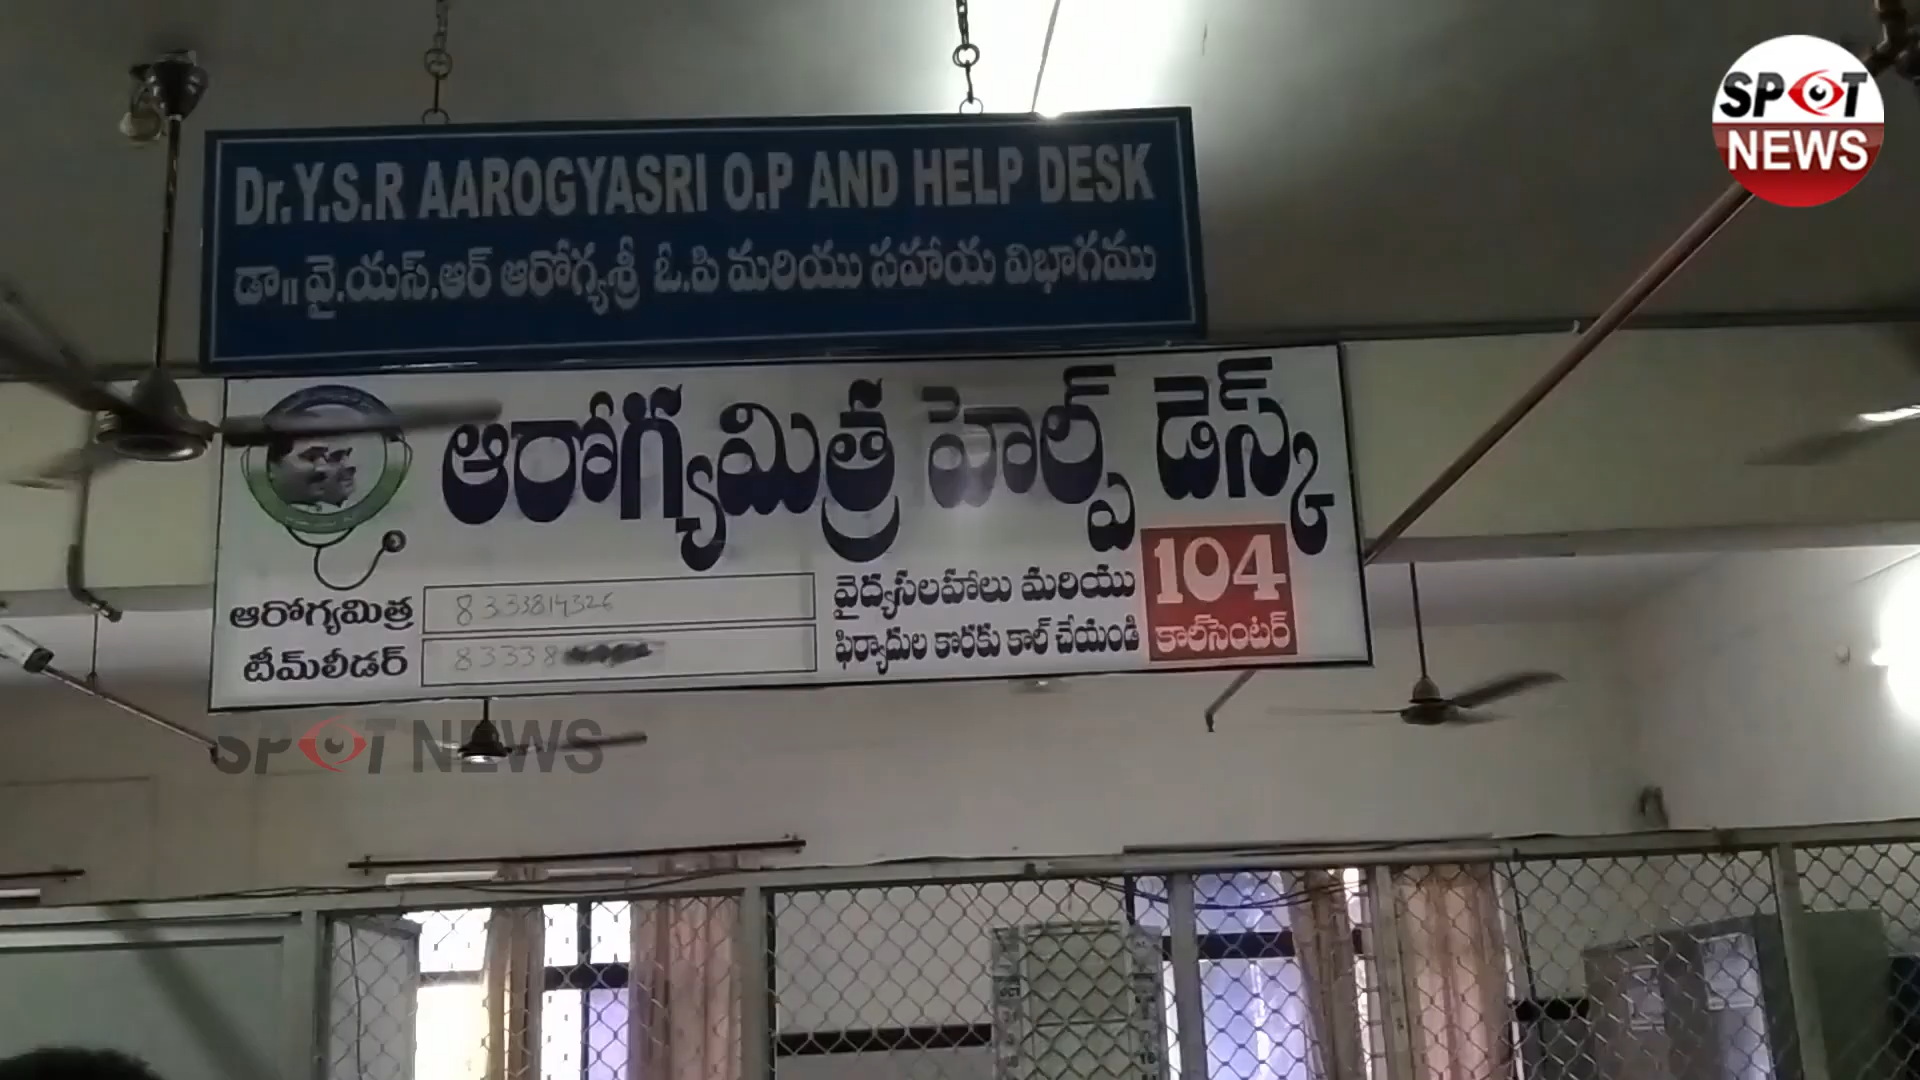 SPOT
NEWS
Dr.Y.S.R AAROGYASRI O.P AND HELP DESK
డా॥ వై.యస్.ఆర్ ఆరోగ్యశ్రీ ఓ.పి మరియు సహాయ విభాగము
ఆరోగ్యమిత్ర హెల్ప్ డెస్క్
ఆరోగ్యమిత్ర 8333814326
టీమ్‌లీడర్ 83338
వైద్యసలహాలు మరియు
ఫిర్యాదుల కొరకు కాల్ చేయండి
104
కాల్‌సెంటర్
SPOT NEWS